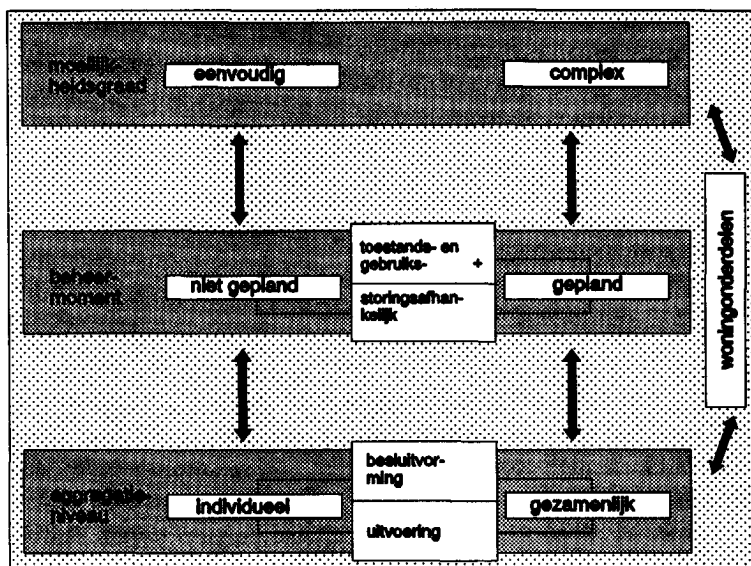 moeilijk-
heidsgraad
eenvoudig
complex
beheer-
moment
niet gepland
toestands- en
gebruiks- +
storingsafhan-
kelijk
gepland
woningonderdelen
niveau
individueel
besluitvor-
ming
uitvoering
gezamenlijk